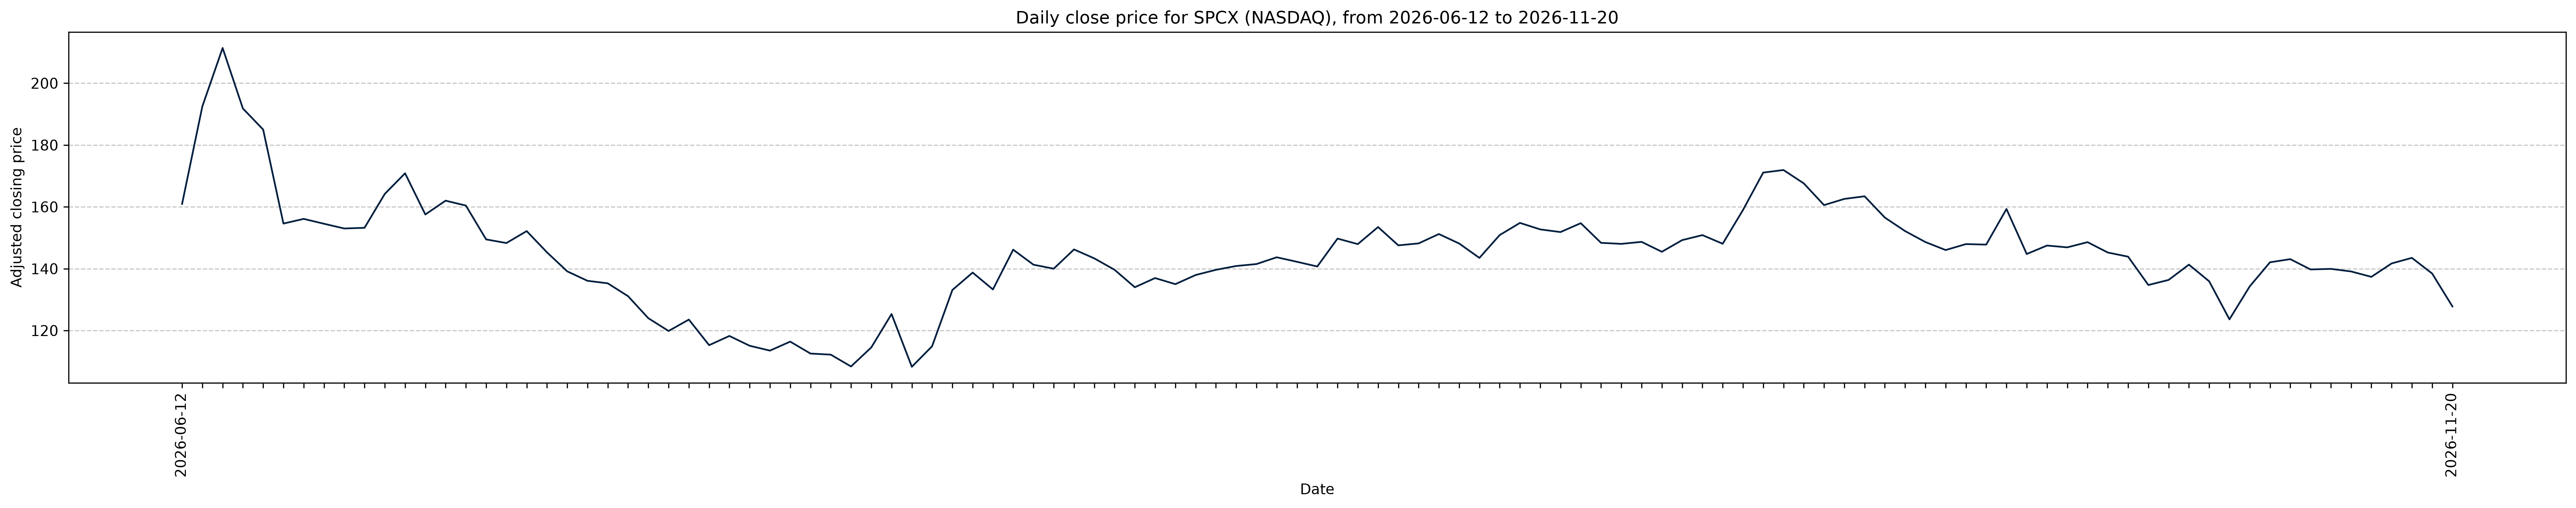 Daily close price for SPCX (NASDAQ), from 2026-06-12 to 2026-11-20
Adjusted closing price
200
180
160
140
120
2026-06-12
2026-11-20
Date